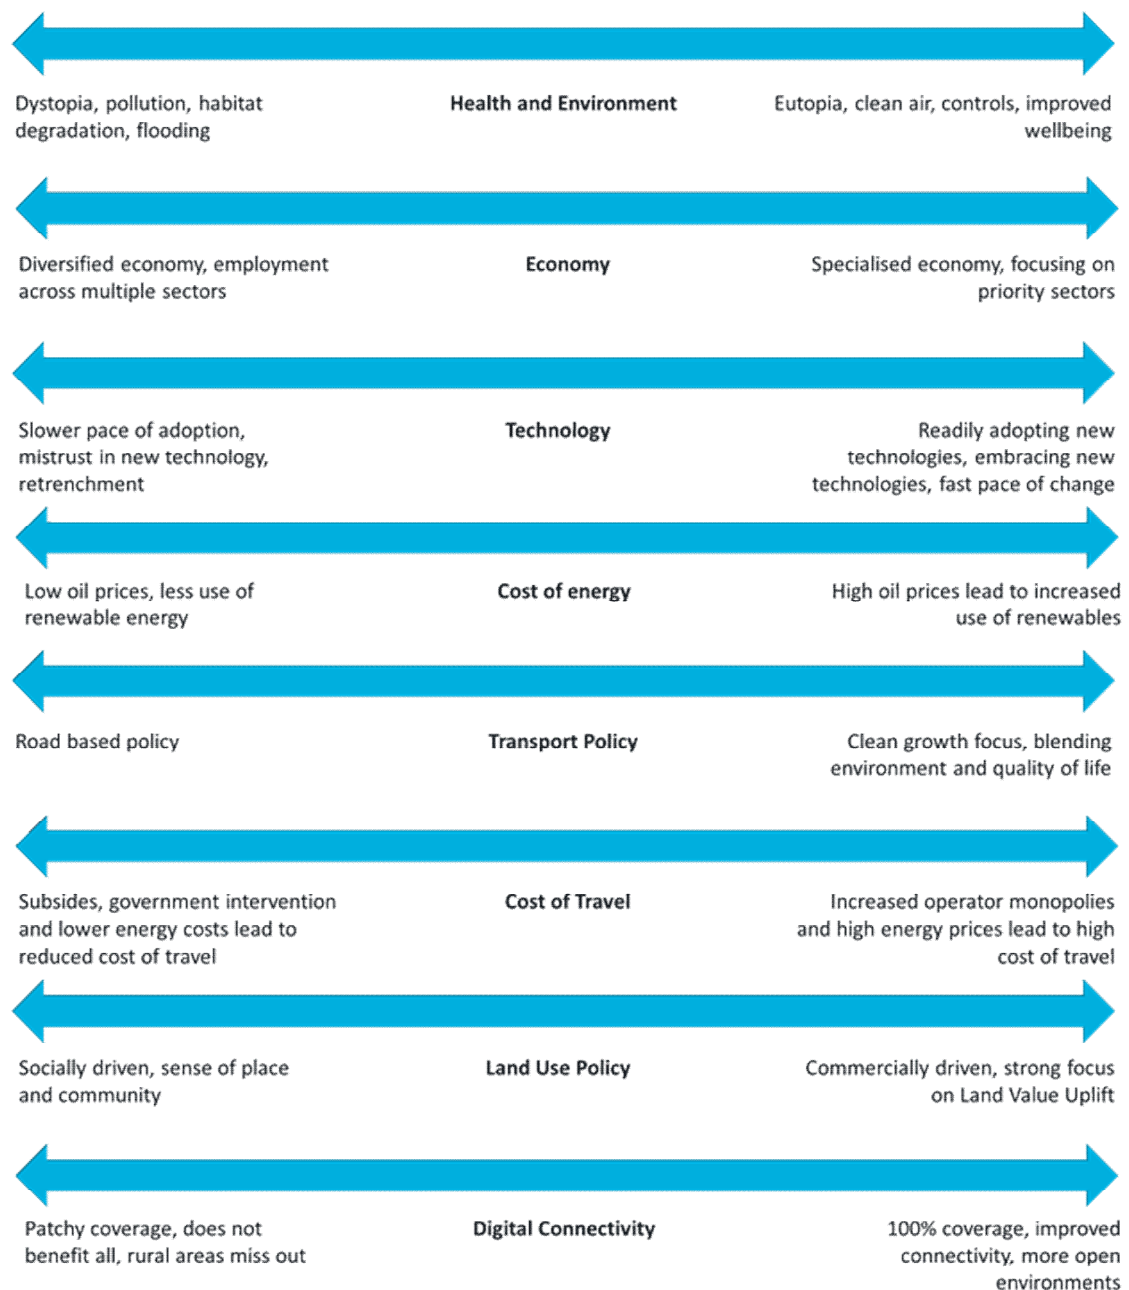 Dystopia, pollution, habitat
degradation, flooding
Health and Environment
Eutopia, clean air, controls, improved
wellbeing
Diversified economy, employment
across multiple sectors
Economy
Specialised economy, focusing on
priority sectors
Slower pace of adoption,
mistrust in new technology,
retrenchment
Technology
Readily adopting new
technologies, embracing new
technologies, fast pace of change
Low oil prices, less use of
renewable energy
Cost of energy
High oil prices lead to increased
use of renewables
Road based policy
Transport Policy
Clean growth focus, blending
environment and quality of life
Subsides, government intervention
and lower energy costs lead to
reduced cost of travel
Cost of Travel
Increased operator monopolies
and high energy prices lead to high
cost of travel
Socially driven, sense of place
and community
Land Use Policy
Commercially driven, strong focus
on Land Value Uplift
Patchy coverage, does not
benefit all, rural areas miss out
Digital Connectivity
100% coverage, improved
connectivity, more open
environments